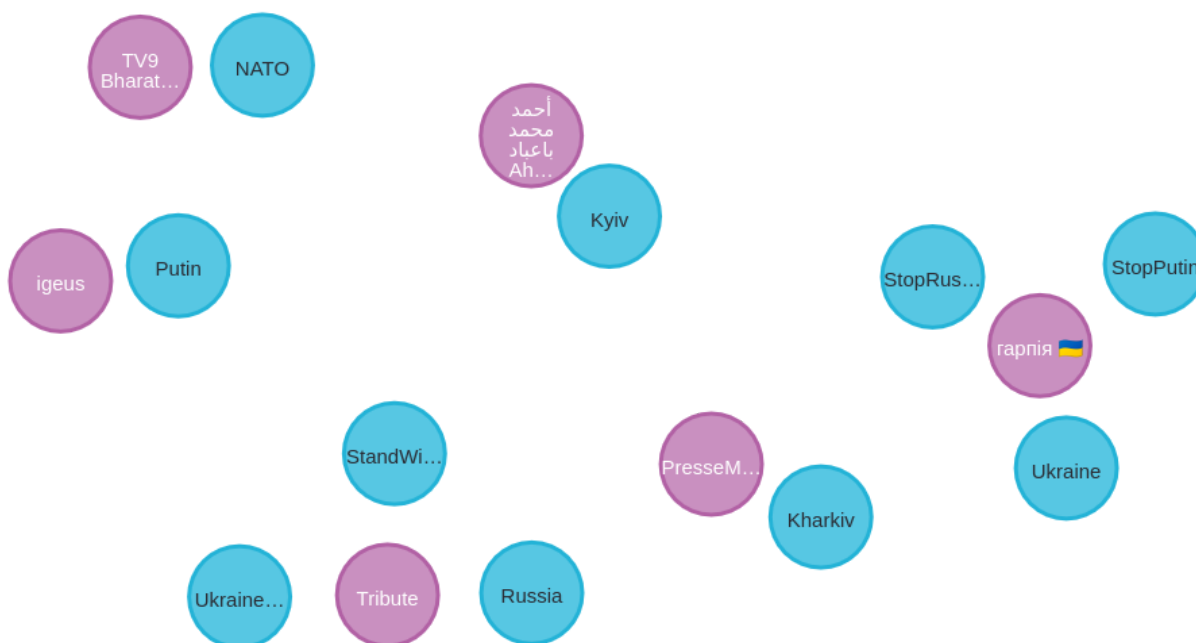 TV9
Bharat…
NATO
أحمد
محمد
باعباد
Ah…
Kyiv
igeus
Putin
StopRus…
StopPutin
гарпія 🇺🇦
StandWi…
PresseM…
Ukraine
Kharkiv
Ukraine…
Tribute
Russia